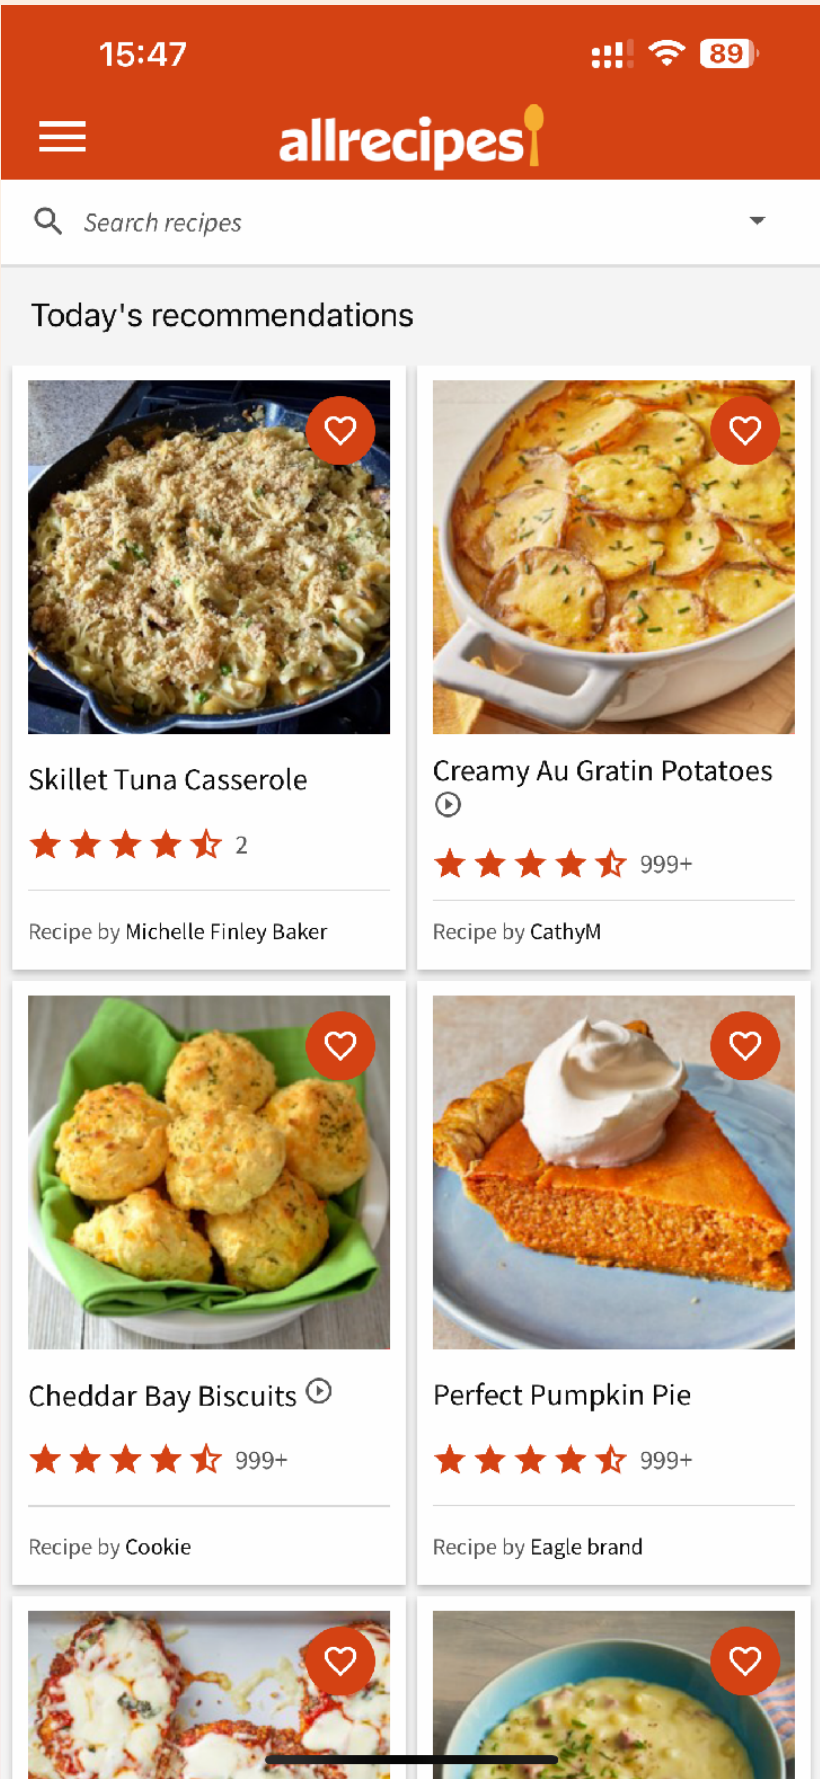 15:47
89
allrecipes
Search recipes
Today's recommendations
Skillet Tuna Casserole
2
Recipe by Michelle Finley Baker
Creamy Au Gratin Potatoes
999+
Recipe by CathyM
Cheddar Bay Biscuits
999+
Recipe by Cookie
Perfect Pumpkin Pie
999+
Recipe by Eagle brand